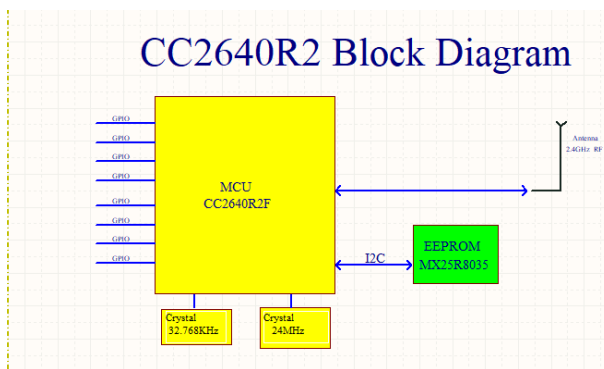 CC2640R2 Block Diagram
GPIO
GPIO
GPIO
GPIO
GPIO
GPIO
GPIO
GPIO
MCU
CC2640R2F
Antenna
2.4GHz RF
I2C
EEPROM
MX25R8035
Crystal
32.768KHz
Crystal
24MHz